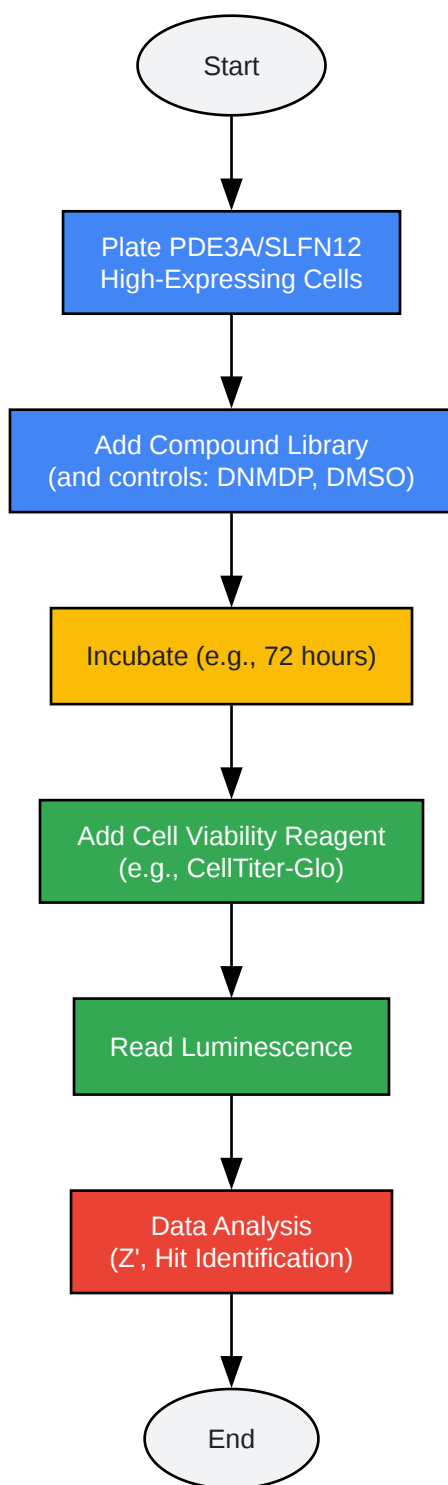 Start
Plate PDE3A/SLFN12
High-Expressing Cells
Add Compound Library
(and controls: DNMDP, DMSO)
Incubate (e.g., 72 hours)
Add Cell Viability Reagent
(e.g., CellTiter-Glo)
Read Luminescence
Data Analysis
(Z', Hit Identification)
End